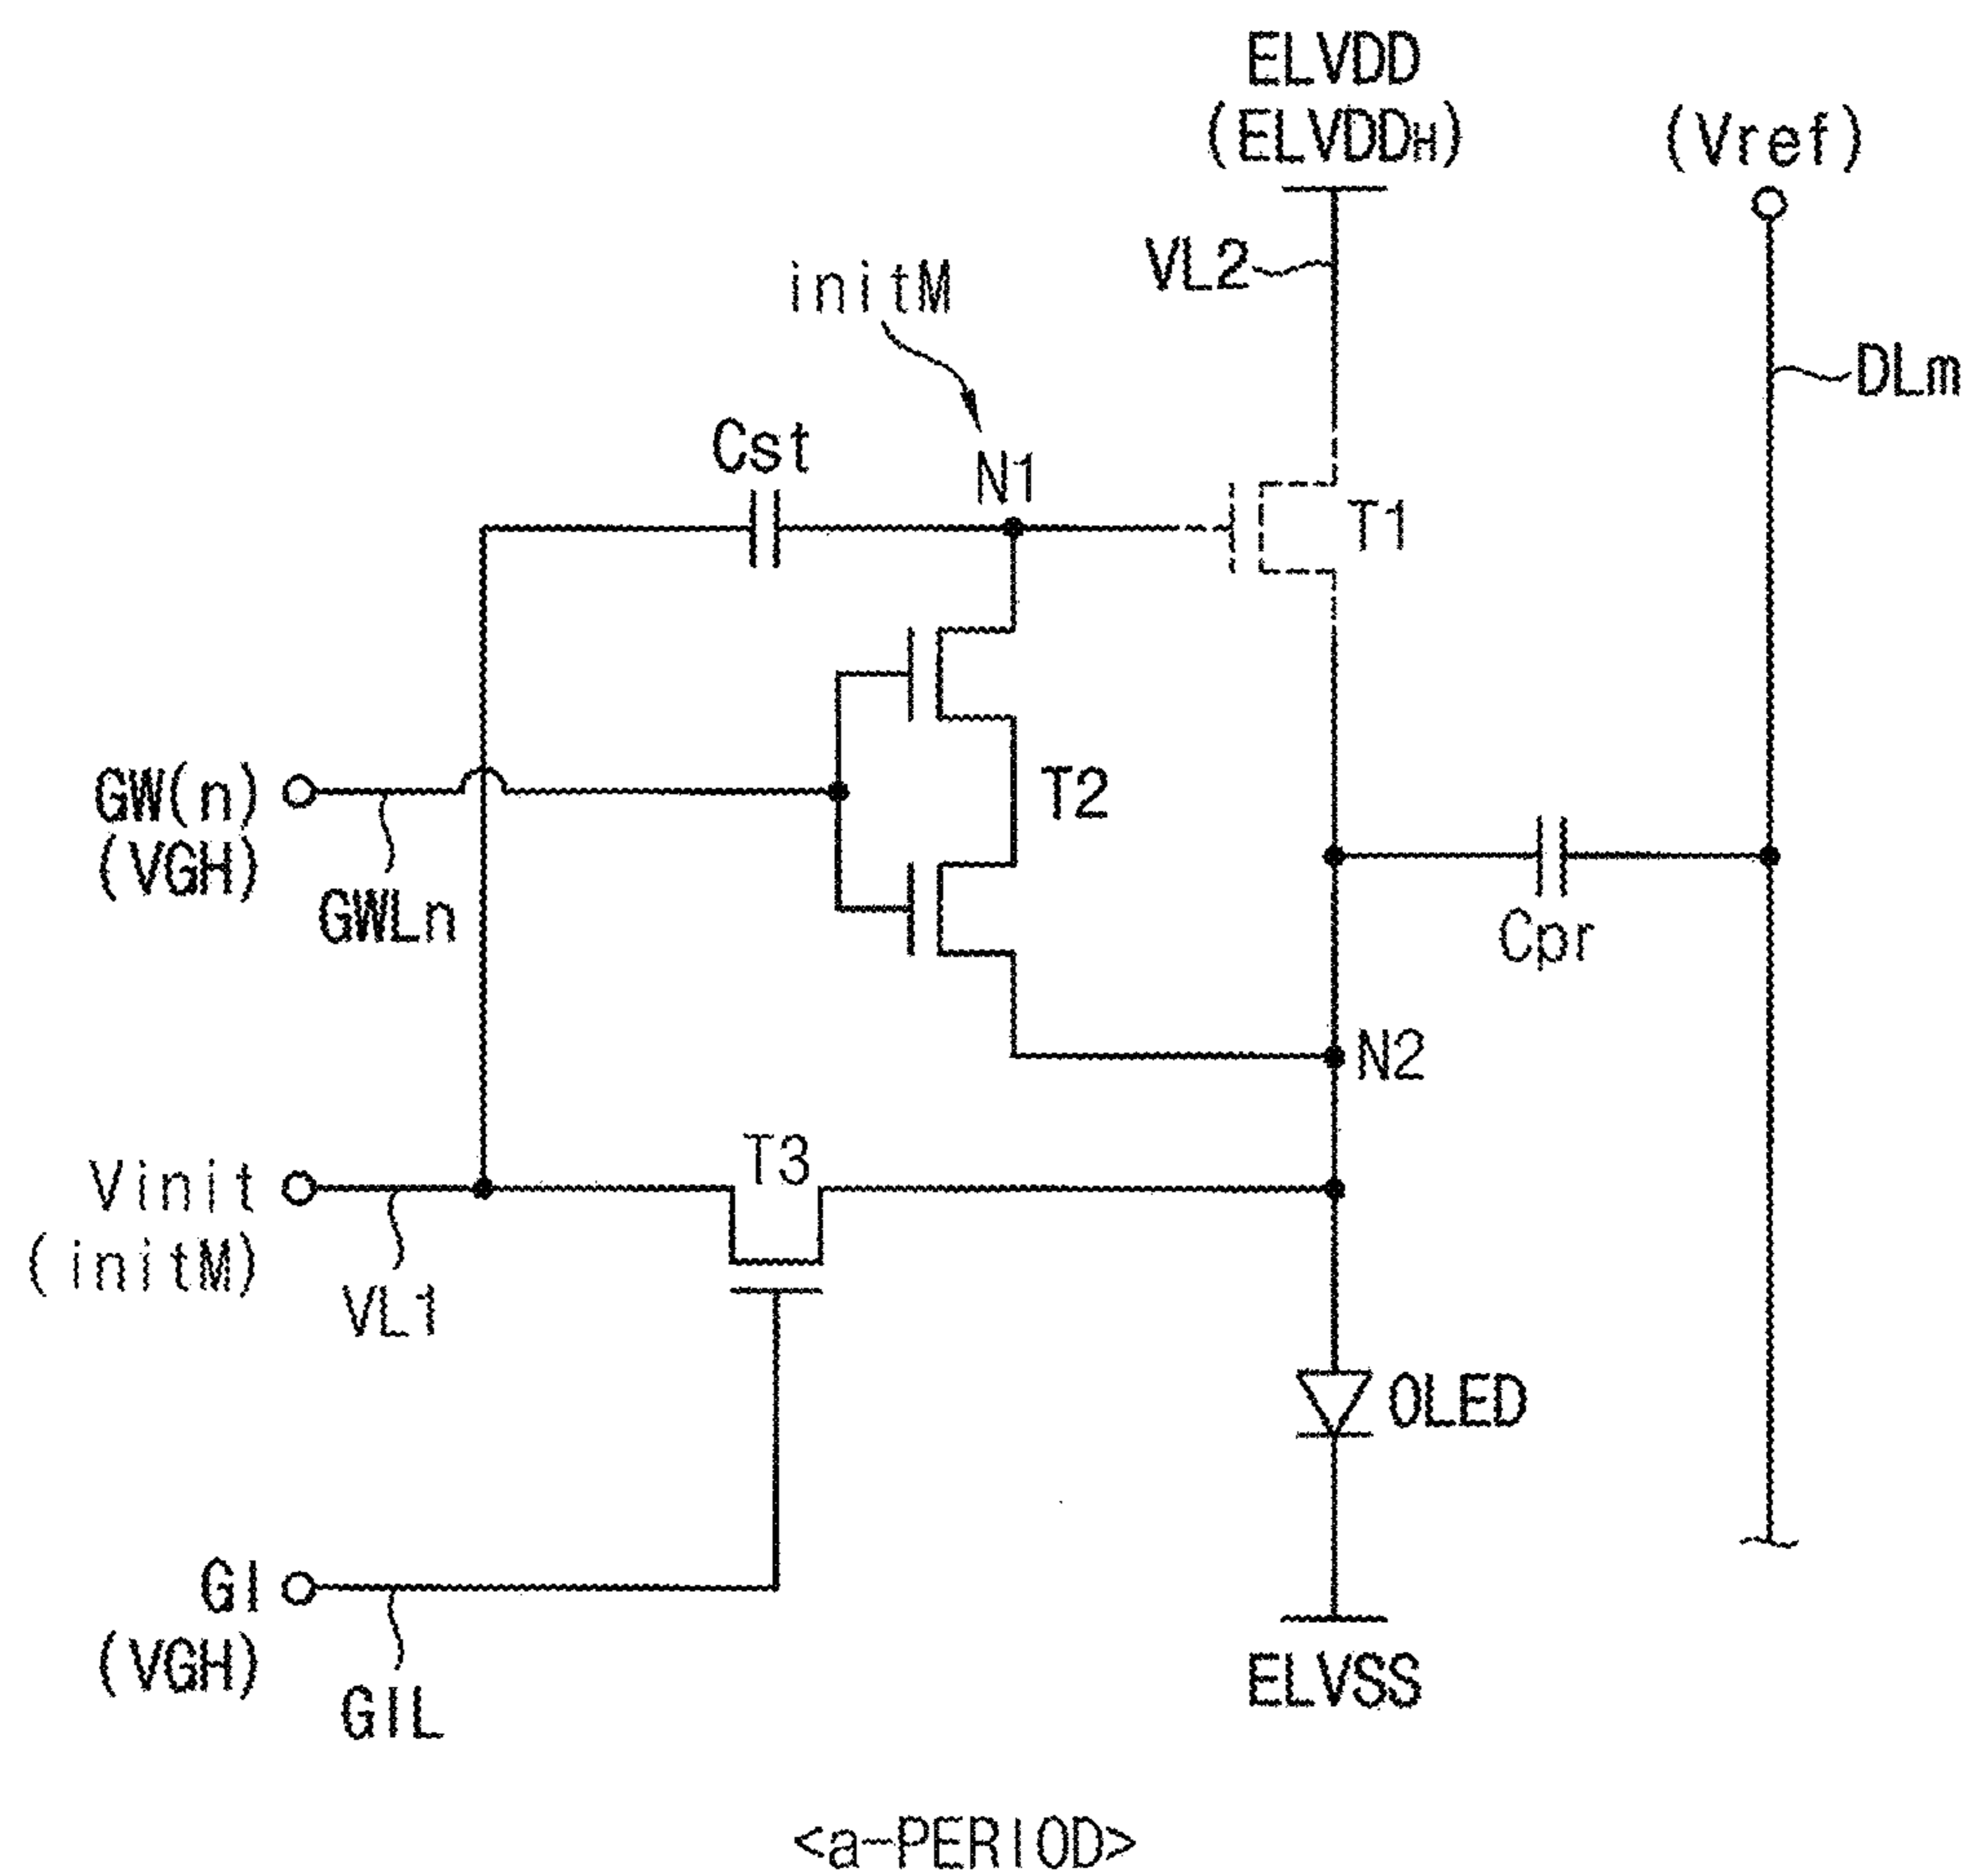 ELVDD
(ELVDDH)
(Vref)
VL2
initM
DLm
Cst
N1
T1
GW(n)
(VGH)
T2
GWLn
Cpr
N2
T3
Vinit
(initM)
VL1
OLED
GI
(VGH)
GIL
ELVSS
<a-PERIOD>